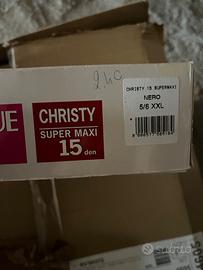 2,40
CHRISTY 15 SUPERMAXI
NERO
5/6 XXL
UE
CHRISTY
SUPER MAXI
15 den
subito